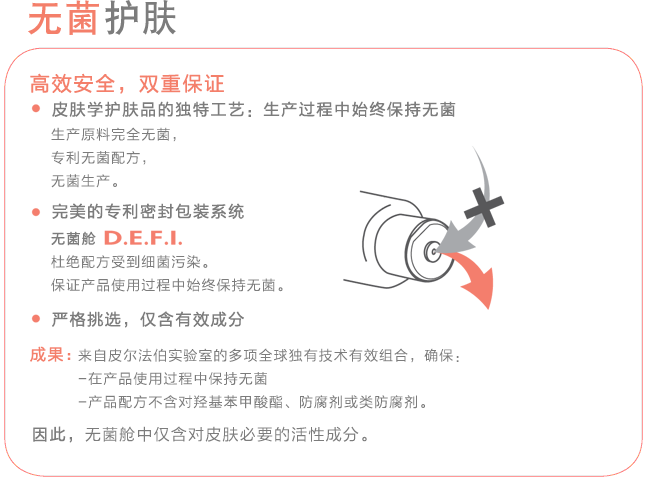 无菌护肤
高效安全，双重保证
皮肤学护肤品的独特工艺：生产过程中始终保持无菌
生产原料完全无菌，
专利无菌配方，
无菌生产。
完美的专利密封包装系统
无菌舱 D.E.F.I.
杜绝配方受到细菌污染。
保证产品使用过程中始终保持无菌。
严格挑选，仅含有效成分
成果：来自皮尔法伯实验室的多项全球独有技术有效组合，确保：
-在产品使用过程中保持无菌
-产品配方不含对羟基苯甲酸酯、防腐剂或类防腐剂。
因此，无菌舱中仅含对皮肤必要的活性成分。